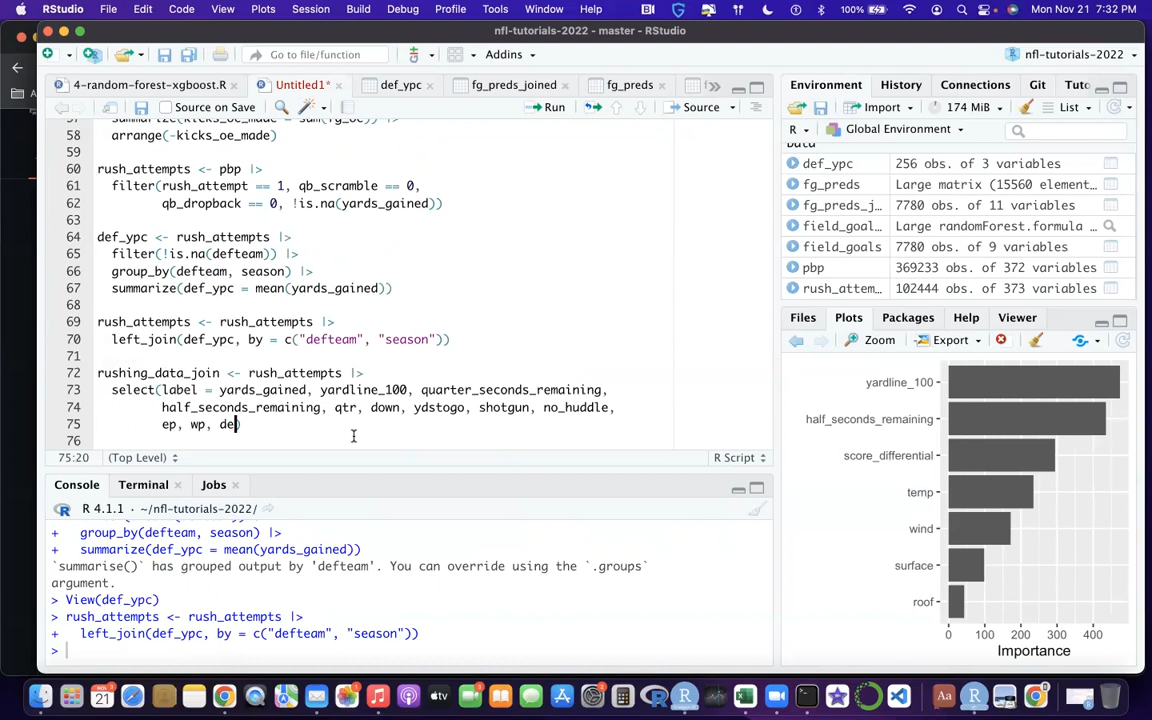 RStudio File Edit Code View Plots Session Build Debug Profile Tools Window Help 100% Mon Nov 21 7:32 PM
nfl-tutorials-2022 - master - RStudio
Go to file/function Addins nfl-tutorials-2022
4-random-forest-xgboost.R Untitled1* def_ypc fg_preds_joined fg_preds
Source on Save Run Source
58 arrange(-kicks_oe_made)
59
60 rush_attempts <- pbp |>
61 filter(rush_attempt == 1, qb_scramble == 0,
62 qb_dropback == 0, !is.na(yards_gained))
63
64 def_ypc <- rush_attempts |>
65 filter(!is.na(defteam)) |>
66 group_by(defteam, season) |>
67 summarize(def_ypc = mean(yards_gained))
68
69 rush_attempts <- rush_attempts |>
70 left_join(def_ypc, by = c("defteam", "season"))
71
72 rushing_data_join <- rush_attempts |>
73 select(label = yards_gained, yardline_100, quarter_seconds_remaining,
74 half_seconds_remaining, qtr, down, ydstogo, shotgun, no_huddle,
75 ep, wp, de)
76
75:20 (Top Level) R Script
Console Terminal Jobs
R 4.1.1 · ~/nfl-tutorials-2022/
+ group_by(defteam, season) |>
+ summarize(def_ypc = mean(yards_gained))
`summarise()` has grouped output by 'defteam'. You can override using the `.groups`
argument.
> View(def_ypc)
> rush_attempts <- rush_attempts |>
+ left_join(def_ypc, by = c("defteam", "season"))
>
Environment History Connections Git Tuto
Import 174 MiB List
R Global Environment
Data
def_ypc 256 obs. of 3 variables
fg_preds Large matrix (15560 element…
fg_preds_j… 7780 obs. of 11 variables
field_goal… Large randomForest.formula …
field_goals 7780 obs. of 9 variables
pbp 369233 obs. of 372 variables
rush_attem… 102444 obs. of 373 variables
Files Plots Packages Help Viewer
Zoom Export
yardline_100
half_seconds_remaining
score_differential
temp
wind
surface
roof
0 100 200 300 400
Importance